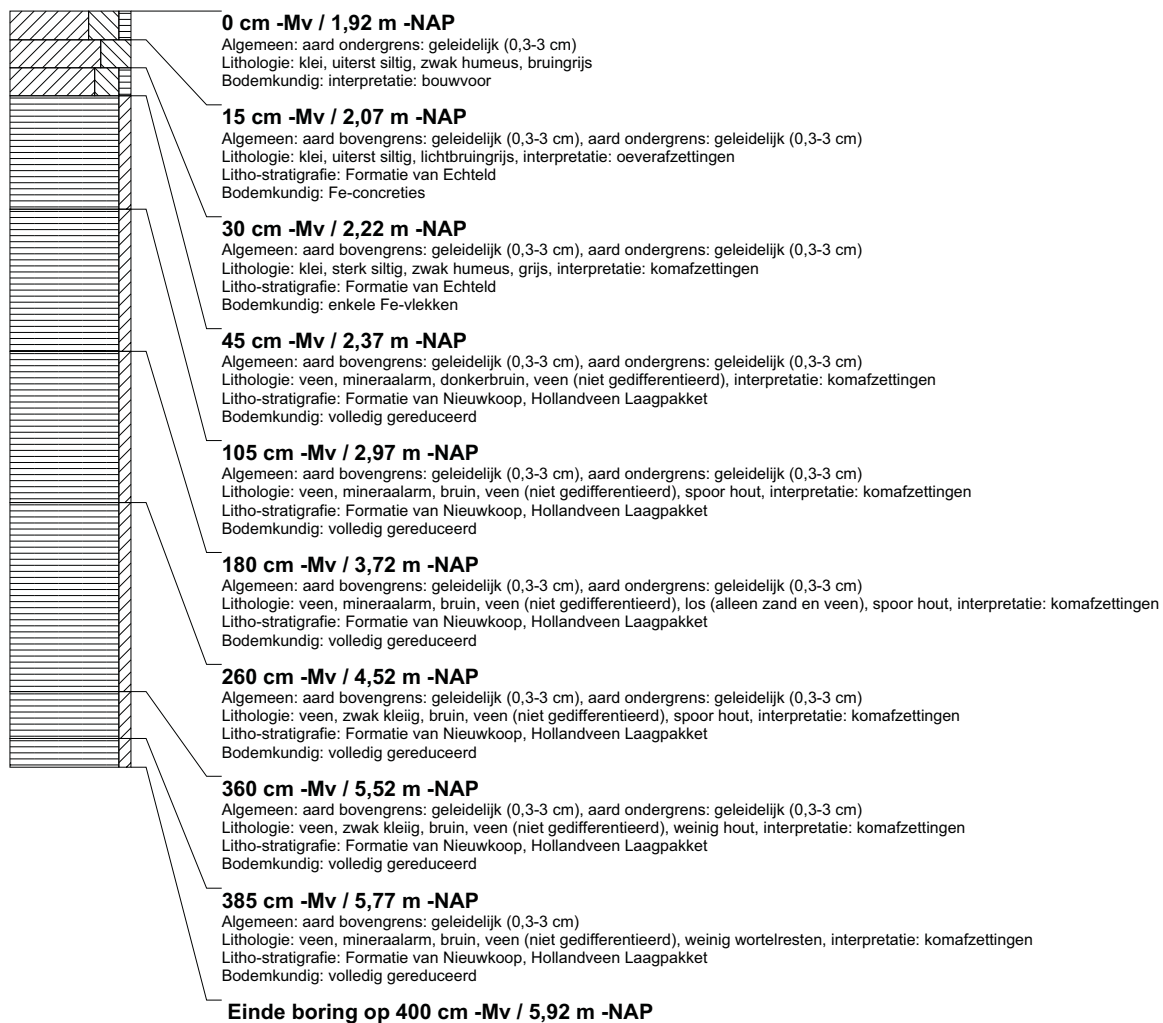 0 cm -Mv / 1,92 m -NAP
Algemeen: aard ondergrens: geleidelijk (0,3-3 cm)
Lithologie: klei, uiterst siltig, zwak humeus, bruingrijs
Bodemkundig: interpretatie: bouwvoor
15 cm -Mv / 2,07 m -NAP
Algemeen: aard bovengrens: geleidelijk (0,3-3 cm), aard ondergrens: geleidelijk (0,3-3 cm)
Lithologie: klei, uiterst siltig, lichtbruingrijs, interpretatie: oeverafzettingen
Litho-stratigrafie: Formatie van Echteld
Bodemkundig: Fe-concreties
30 cm -Mv / 2,22 m -NAP
Algemeen: aard bovengrens: geleidelijk (0,3-3 cm), aard ondergrens: geleidelijk (0,3-3 cm)
Lithologie: klei, sterk siltig, zwak humeus, grijs, interpretatie: komafzettingen
Litho-stratigrafie: Formatie van Echteld
Bodemkundig: enkele Fe-vlekken
45 cm -Mv / 2,37 m -NAP
Algemeen: aard bovengrens: geleidelijk (0,3-3 cm), aard ondergrens: geleidelijk (0,3-3 cm)
Lithologie: veen, mineraalarm, donkerbruin, veen (niet gedifferentieerd), interpretatie: komafzettingen
Litho-stratigrafie: Formatie van Nieuwkoop, Hollandveen Laagpakket
Bodemkundig: volledig gereduceerd
105 cm -Mv / 2,97 m -NAP
Algemeen: aard bovengrens: geleidelijk (0,3-3 cm), aard ondergrens: geleidelijk (0,3-3 cm)
Lithologie: veen, mineraalarm, bruin, veen (niet gedifferentieerd), spoor hout, interpretatie: komafzettingen
Litho-stratigrafie: Formatie van Nieuwkoop, Hollandveen Laagpakket
Bodemkundig: volledig gereduceerd
180 cm -Mv / 3,72 m -NAP
Algemeen: aard bovengrens: geleidelijk (0,3-3 cm), aard ondergrens: geleidelijk (0,3-3 cm)
Lithologie: veen, mineraalarm, bruin, veen (niet gedifferentieerd), los (alleen zand en veen), spoor hout, interpretatie: komafzettingen
Litho-stratigrafie: Formatie van Nieuwkoop, Hollandveen Laagpakket
Bodemkundig: volledig gereduceerd
260 cm -Mv / 4,52 m -NAP
Algemeen: aard bovengrens: geleidelijk (0,3-3 cm), aard ondergrens: geleidelijk (0,3-3 cm)
Lithologie: veen, zwak kleiig, bruin, veen (niet gedifferentieerd), spoor hout, interpretatie: komafzettingen
Litho-stratigrafie: Formatie van Nieuwkoop, Hollandveen Laagpakket
Bodemkundig: volledig gereduceerd
360 cm -Mv / 5,52 m -NAP
Algemeen: aard bovengrens: geleidelijk (0,3-3 cm), aard ondergrens: geleidelijk (0,3-3 cm)
Lithologie: veen, zwak kleiig, bruin, veen (niet gedifferentieerd), weinig hout, interpretatie: komafzettingen
Litho-stratigrafie: Formatie van Nieuwkoop, Hollandveen Laagpakket
Bodemkundig: volledig gereduceerd
385 cm -Mv / 5,77 m -NAP
Algemeen: aard bovengrens: geleidelijk (0,3-3 cm)
Lithologie: veen, mineraalarm, bruin, veen (niet gedifferentieerd), weinig wortelresten, interpretatie: komafzettingen
Litho-stratigrafie: Formatie van Nieuwkoop, Hollandveen Laagpakket
Bodemkundig: volledig gereduceerd
Einde boring op 400 cm -Mv / 5,92 m -NAP